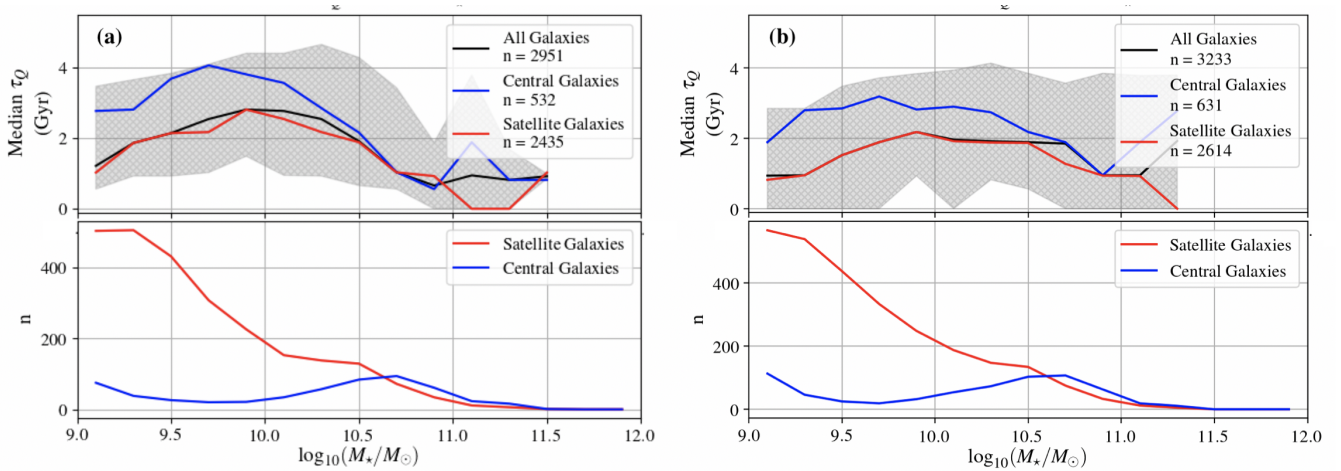 (a)
All Galaxies
n = 2951
Central Galaxies
n = 532
Satellite Galaxies
n = 2435
4
2
0
Median τ_Q
(Gyr)
Satellite Galaxies
Central Galaxies
400
200
0
n
9.0 9.5 10.0 10.5 11.0 11.5 12.0
log₁₀(M⋆/M⊙)
(b)
All Galaxies
n = 3233
Central Galaxies
n = 631
Satellite Galaxies
n = 2614
4
2
0
Median τ_Q
(Gyr)
Satellite Galaxies
Central Galaxies
400
200
0
n
9.0 9.5 10.0 10.5 11.0 11.5 12.0
log₁₀(M⋆/M⊙)